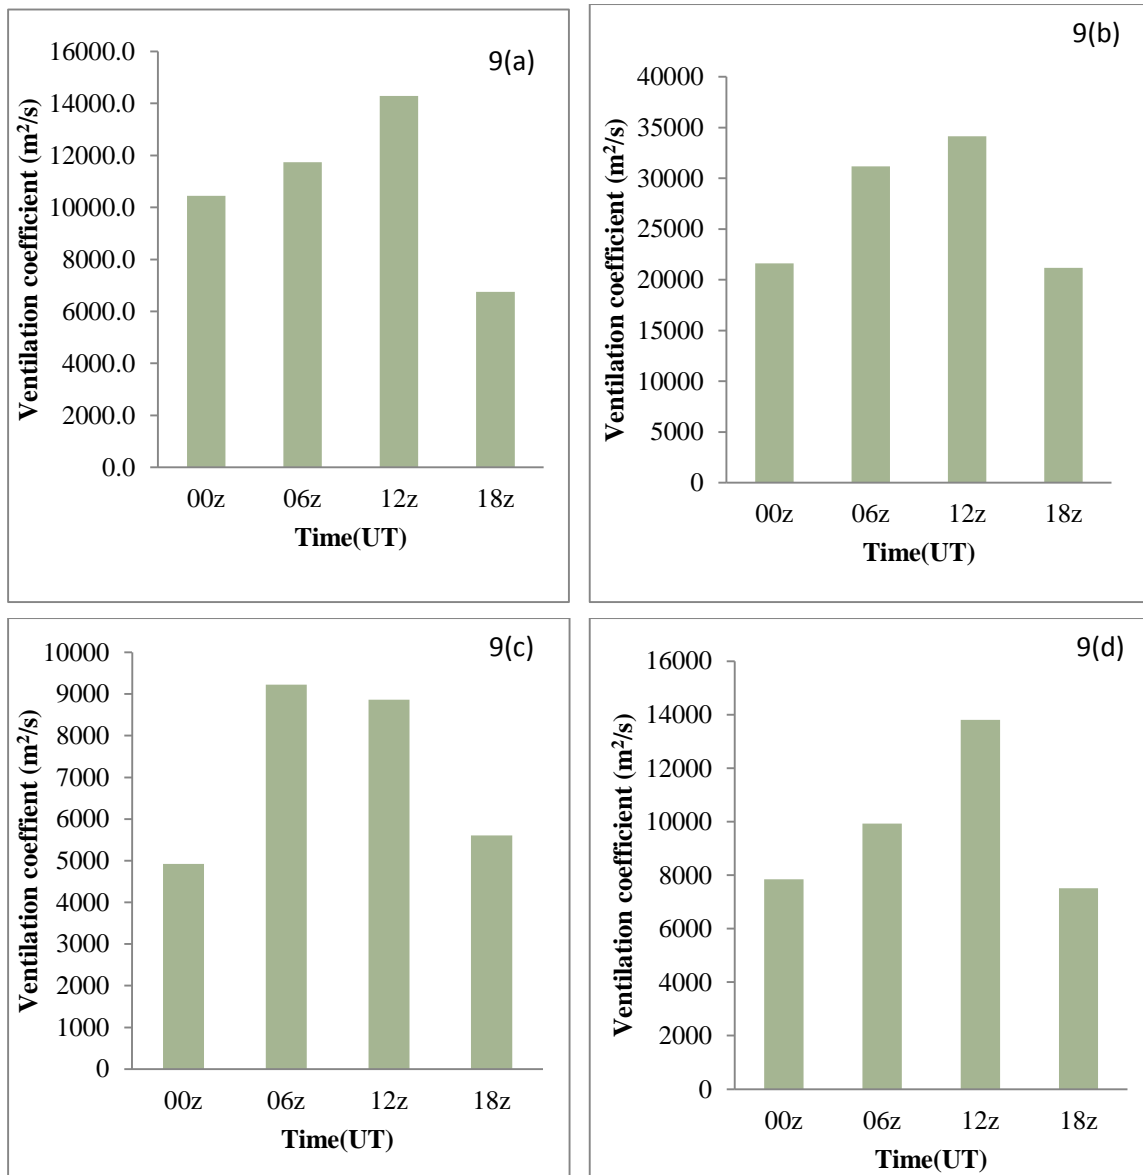 9(a)
Ventilation coefficient (m²/s)
16000.0
14000.0
12000.0
10000.0
8000.0
6000.0
4000.0
2000.0
0.0
00z 06z 12z 18z
Time(UT)
9(b)
Ventilation coefficient (m²/s)
40000
35000
30000
25000
20000
15000
10000
5000
0
00z 06z 12z 18z
Time(UT)
9(c)
Ventilation coeffient (m²/s)
10000
9000
8000
7000
6000
5000
4000
3000
2000
1000
0
00z 06z 12z 18z
Time(UT)
9(d)
Ventilation coefficient (m²/s)
16000
14000
12000
10000
8000
6000
4000
2000
0
00z 06z 12z 18z
Time(UT)